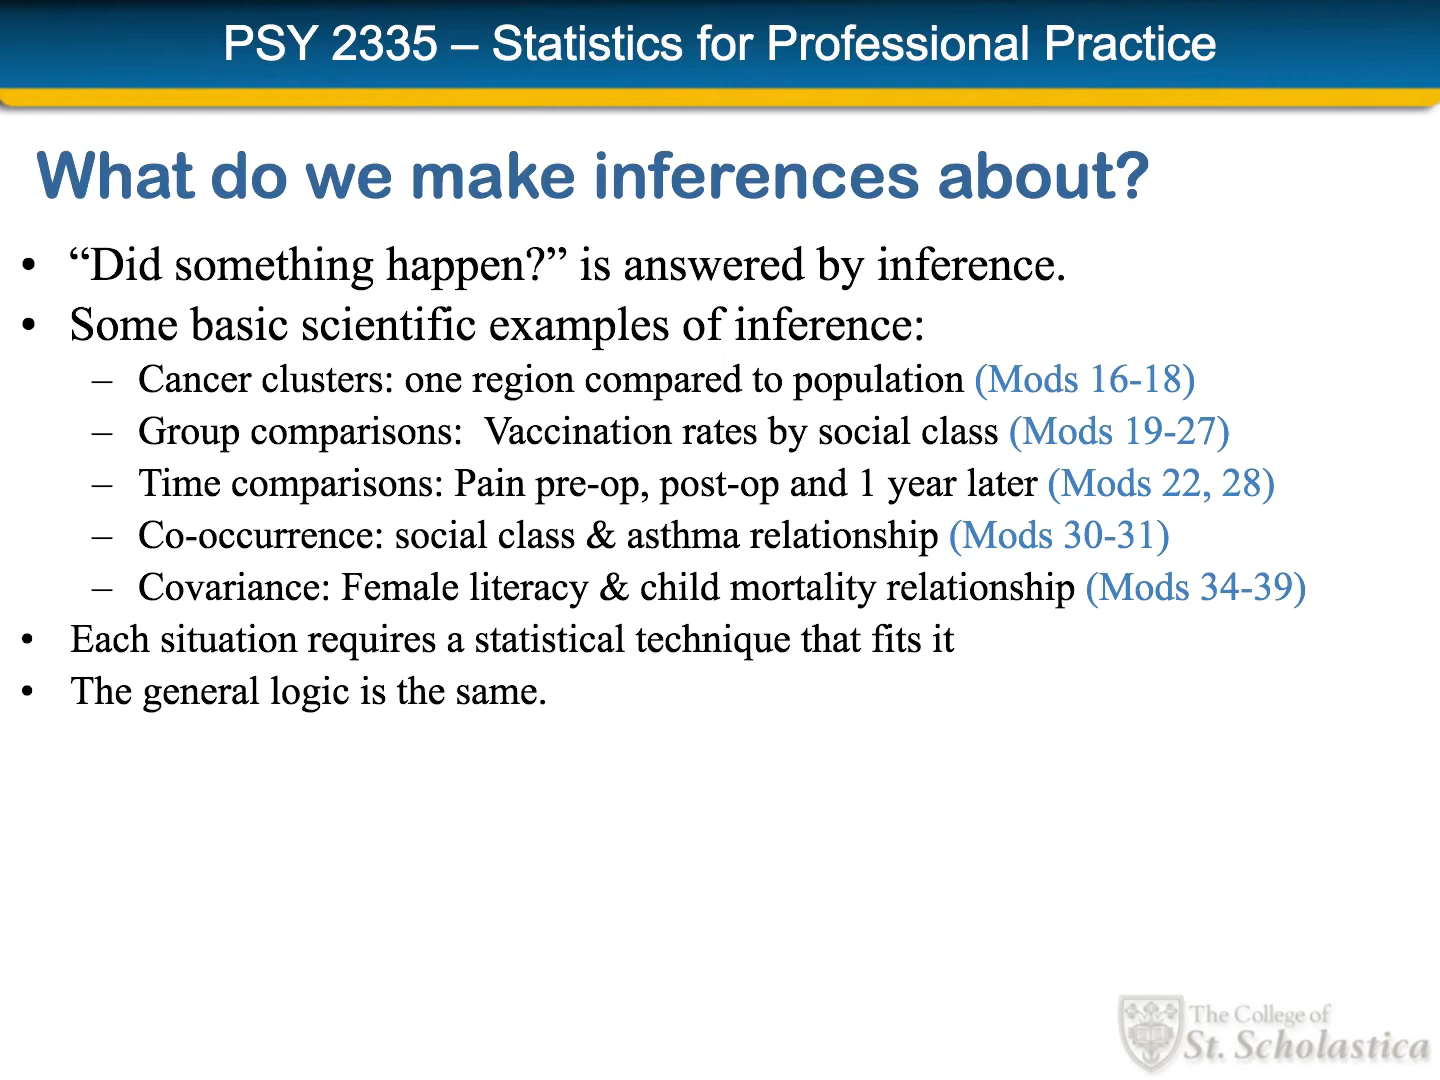 PSY 2335 – Statistics for Professional Practice
What do we make inferences about?
• “Did something happen?” is answered by inference.
• Some basic scientific examples of inference:
– Cancer clusters: one region compared to population (Mods 16-18)
– Group comparisons:  Vaccination rates by social class (Mods 19-27)
– Time comparisons: Pain pre-op, post-op and 1 year later (Mods 22, 28)
– Co-occurrence: social class & asthma relationship (Mods 30-31)
– Covariance: Female literacy & child mortality relationship (Mods 34-39)
• Each situation requires a statistical technique that fits it
• The general logic is the same.
The College of
St. Scholastica